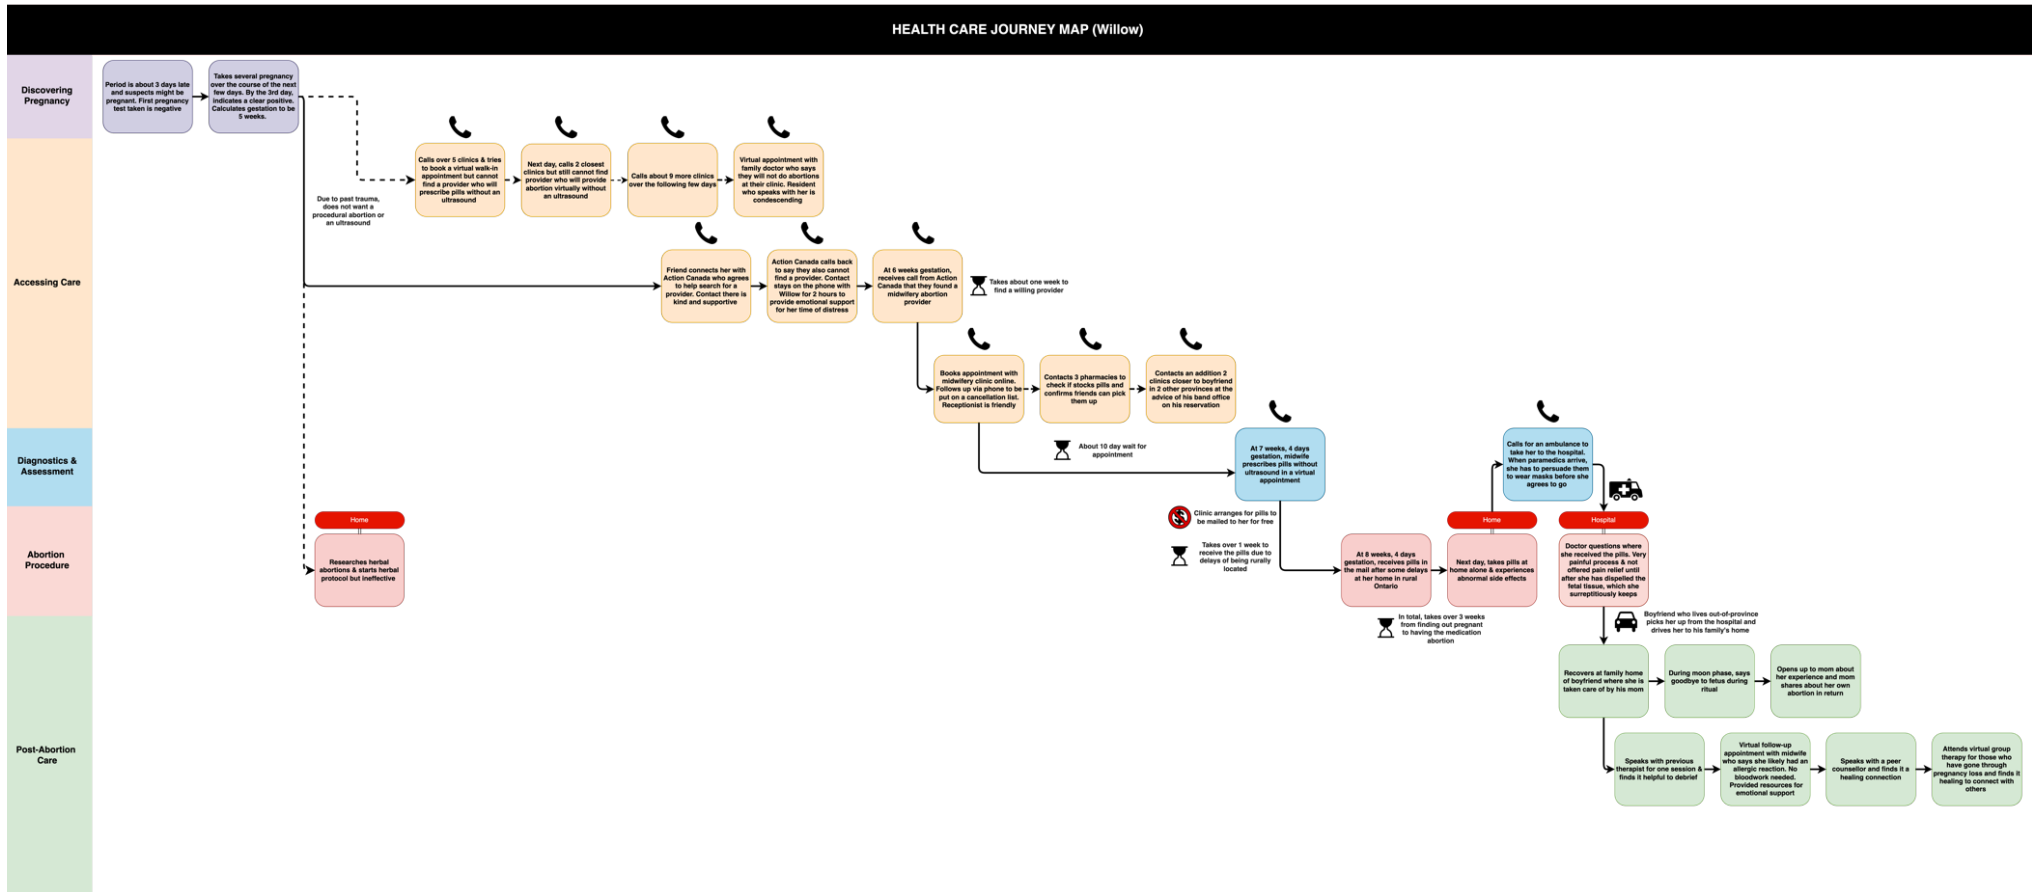 HEALTH CARE JOURNEY MAP (Willow)
Discovering
Pregnancy
Period is about 3 days late
and suspects might be
pregnant. First pregnancy
test taken is negative
Takes several pregnancy
over the course of the next
few days. By the 3rd day,
indicates a clear positive.
Calculates gestation to be
5 weeks.
Accessing Care
Due to past trauma,
does not want a
procedural abortion or
an ultrasound
Calls over 5 clinics & tries
to book a virtual walk-in
appointment but cannot
find a provider who will
prescribe pills without an
ultrasound
Next day, calls 2 closest
clinics but still cannot find
provider who will provide
abortion virtually without
an ultrasound
Calls about 9 more clinics
over the following few days
Virtual appointment with
family doctor who says
they will not do abortions
at their clinic. Resident
who speaks with her is
condescending
Friend connects her with
Action Canada who agrees
to help search for a
provider. Contact there is
kind and supportive
Action Canada calls back
to say they also cannot
find a provider. Contact
stays on the phone with
Willow for 2 hours to
provide emotional support
for her time of distress
At 6 weeks gestation,
receives call from Action
Canada that they found a
midwifery abortion
provider
Takes about one week to
find a willing provider
Books appointment with
midwifery clinic online.
Follows up via phone to be
put on a cancellation list.
Receptionist is friendly
Contacts 3 pharmacies to
check if stocks pills and
confirms friends can pick
them up
Contacts an addition 2
clinics closer to boyfriend
in 2 other provinces at the
advice of his band office
on his reservation
Diagnostics &
Assessment
About 10 day wait for
appointment
At 7 weeks, 4 days
gestation, midwife
prescribes pills without
ultrasound in a virtual
appointment
Calls for an ambulance to
take her to the hospital.
When paramedics arrive,
she has to persuade them
to wear masks before she
agrees to go
Abortion
Procedure
Home
Researches herbal
abortions & starts herbal
protocol but ineffective
Clinic arranges for pills to
be mailed to her for free
Takes over 1 week to
receive the pills due to
delays of being rurally
located
At 8 weeks, 4 days
gestation, receives pills in
the mail after some delays
at her home in rural
Ontario
Home
Next day, takes pills at
home alone & experiences
abnormal side effects
Hospital
Doctor questions where
she received the pills. Very
painful process & not
offered pain relief until
after she has dispelled the
fetal tissue, which she
surreptitiously keeps
In total, takes over 3 weeks
from finding out pregnant
to having the medication
abortion
Boyfriend who lives out-of-province
picks her up from the hospital and
drives her to his family's home
Post-Abortion
Care
Recovers at family home
of boyfriend where she is
taken care of by his mom
During moon phase, says
goodbye to fetus during
ritual
Opens up to mom about
her experience and mom
shares about her own
abortion in return
Speaks with previous
therapist for one session &
finds it helpful to debrief
Virtual follow-up
appointment with midwife
who says she likely had an
allergic reaction. No
bloodwork needed.
Provided resources for
emotional support
Speaks with a peer
counsellor and finds it a
healing connection
Attends virtual group
therapy for those who
have gone through
pregnancy loss and finds it
healing to connect with
others